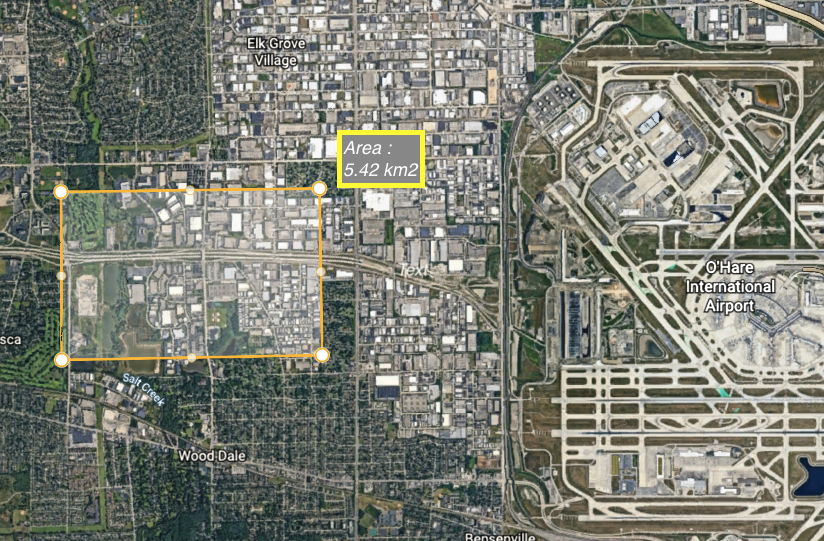 Elk Grove
Village
Area :
5.42 km2
Text
O'Hare
International
Airport
sca
Salt Creek
Wood Dale
Bensenville